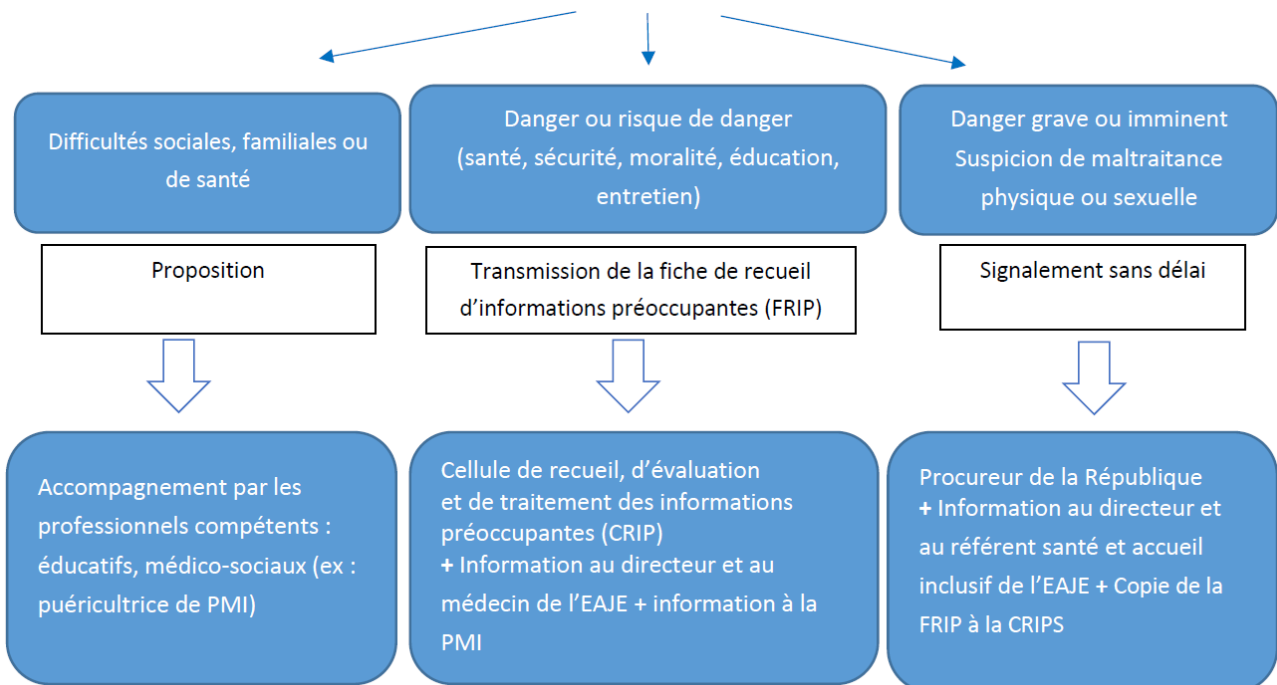 Difficultés sociales, familiales ou
de santé
Danger ou risque de danger
(santé, sécurité, moralité, éducation,
entretien)
Danger grave ou imminent
Suspicion de maltraitance
physique ou sexuelle
Proposition
Transmission de la fiche de recueil
d’informations préoccupantes (FRIP)
Signalement sans délai
Accompagnement par les
professionnels compétents :
éducatifs, médico-sociaux (ex :
puéricultrice de PMI)
Cellule de recueil, d’évaluation
et de traitement des informations
préoccupantes (CRIP)
+ Information au directeur et au
médecin de l’EAJE + information à la
PMI
Procureur de la République
+ Information au directeur et
au référent santé et accueil
inclusif de l’EAJE + Copie de la
FRIP à la CRIPS